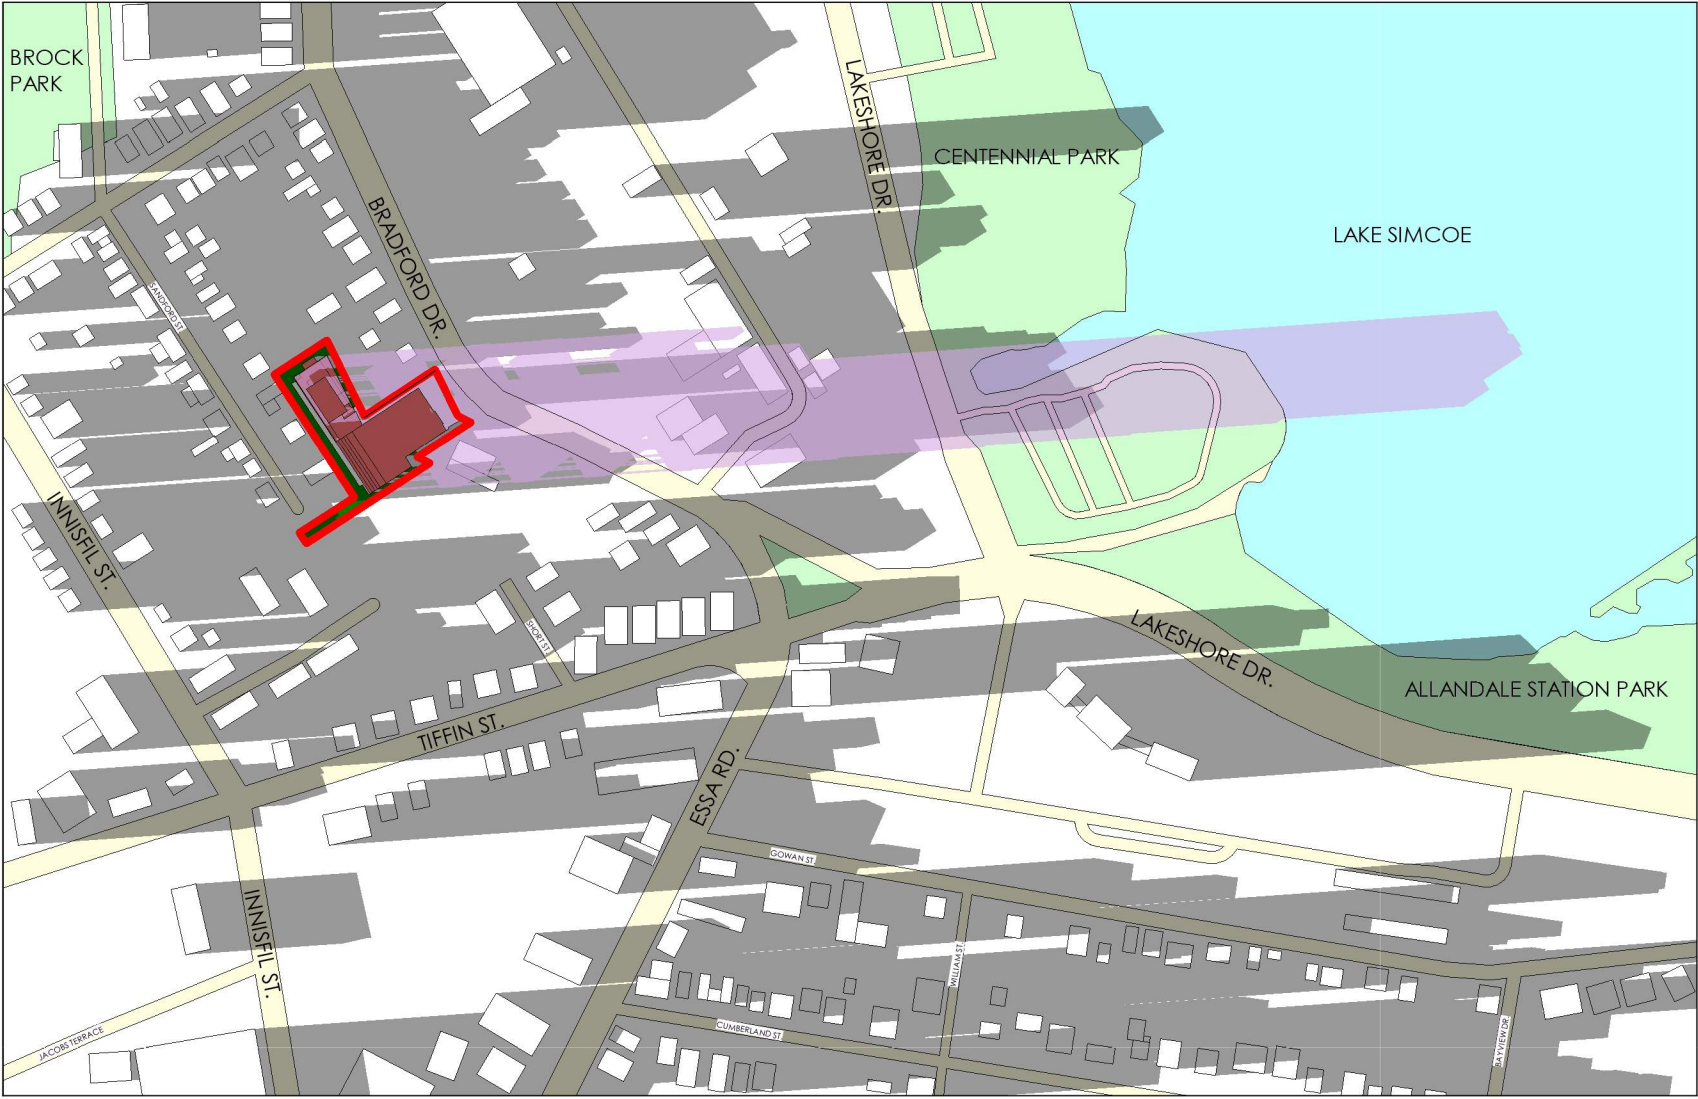 BROCK
PARK
LAKESHORE DR.
CENTENNIAL PARK
LAKE SIMCOE
BRADFORD DR.
SANDFORD ST.
INNISFIL ST.
SHORT ST.
LAKESHORE DR.
ALLANDALE STATION PARK
TIFFIN ST.
ESSA RD.
GOWAN ST.
INNISFIL ST.
WILLIAM ST.
CUMBERLAND ST.
JACOBS TERRACE
BAYVIEW DR.